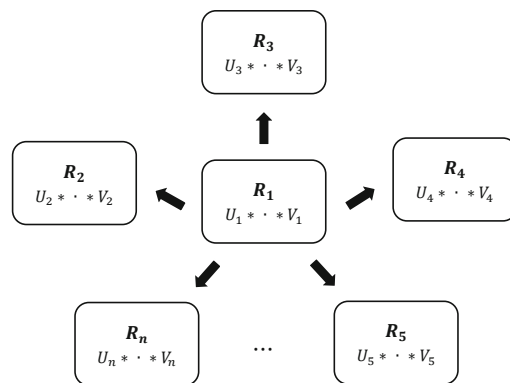 R₃
U₃ * · * V₃
R₂
U₂ * · * V₂
R₁
U₁ * · * V₁
R₄
U₄ * · * V₄
Rₙ
Uₙ * · * Vₙ
...
R₅
U₅ * · * V₅